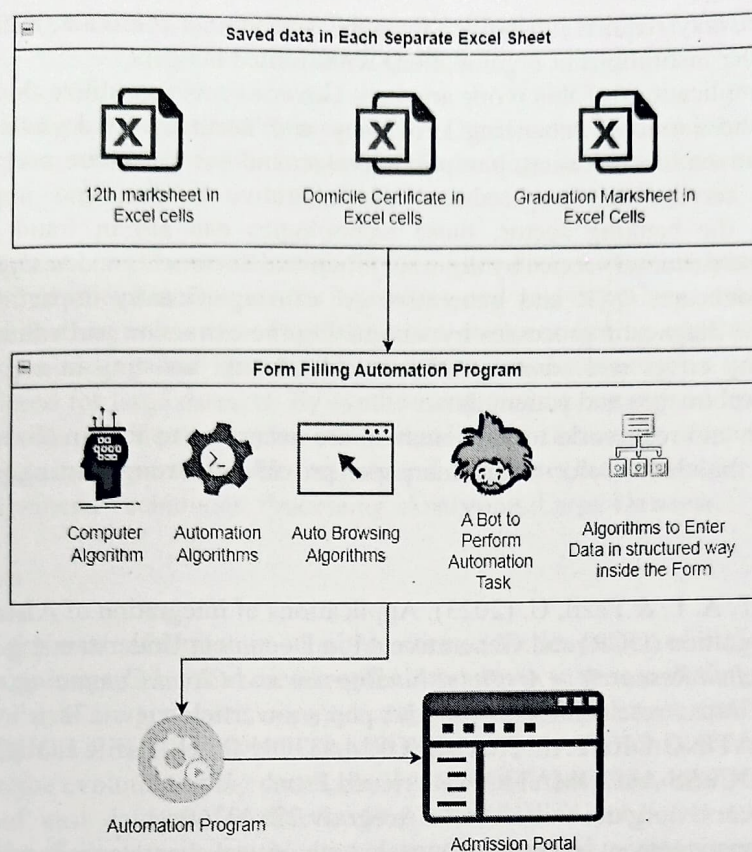 Saved data in Each Separate Excel Sheet
X
X
X
12th marksheet in
Excel cells
Domicile Certificate in
Excel cells
Graduation Marksheet in
Excel Cells
Form Filling Automation Program
Computer
Algorithm
Automation
Algorithms
Auto Browsing
Algorithms
A Bot to
Perform
Automation
Task
Algorithms to Enter
Data in structured way
inside the Form
Automation Program
Admission Portal